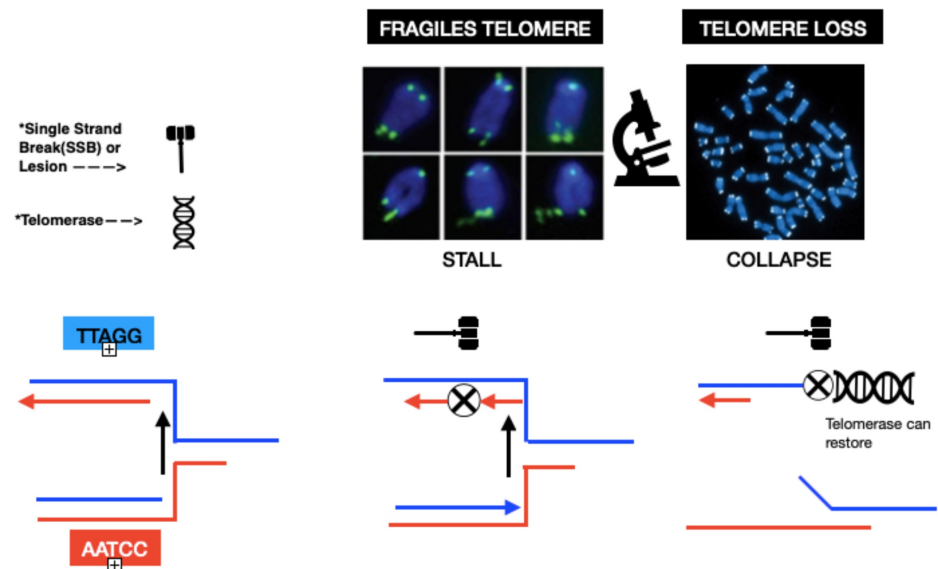 FRAGILES TELOMERE
TELOMERE LOSS
*Single Strand
Break(SSB) or
Lesion ———>
*Telomerase——>
STALL
COLLAPSE
TTAGG
Telomerase can
restore
AATCC